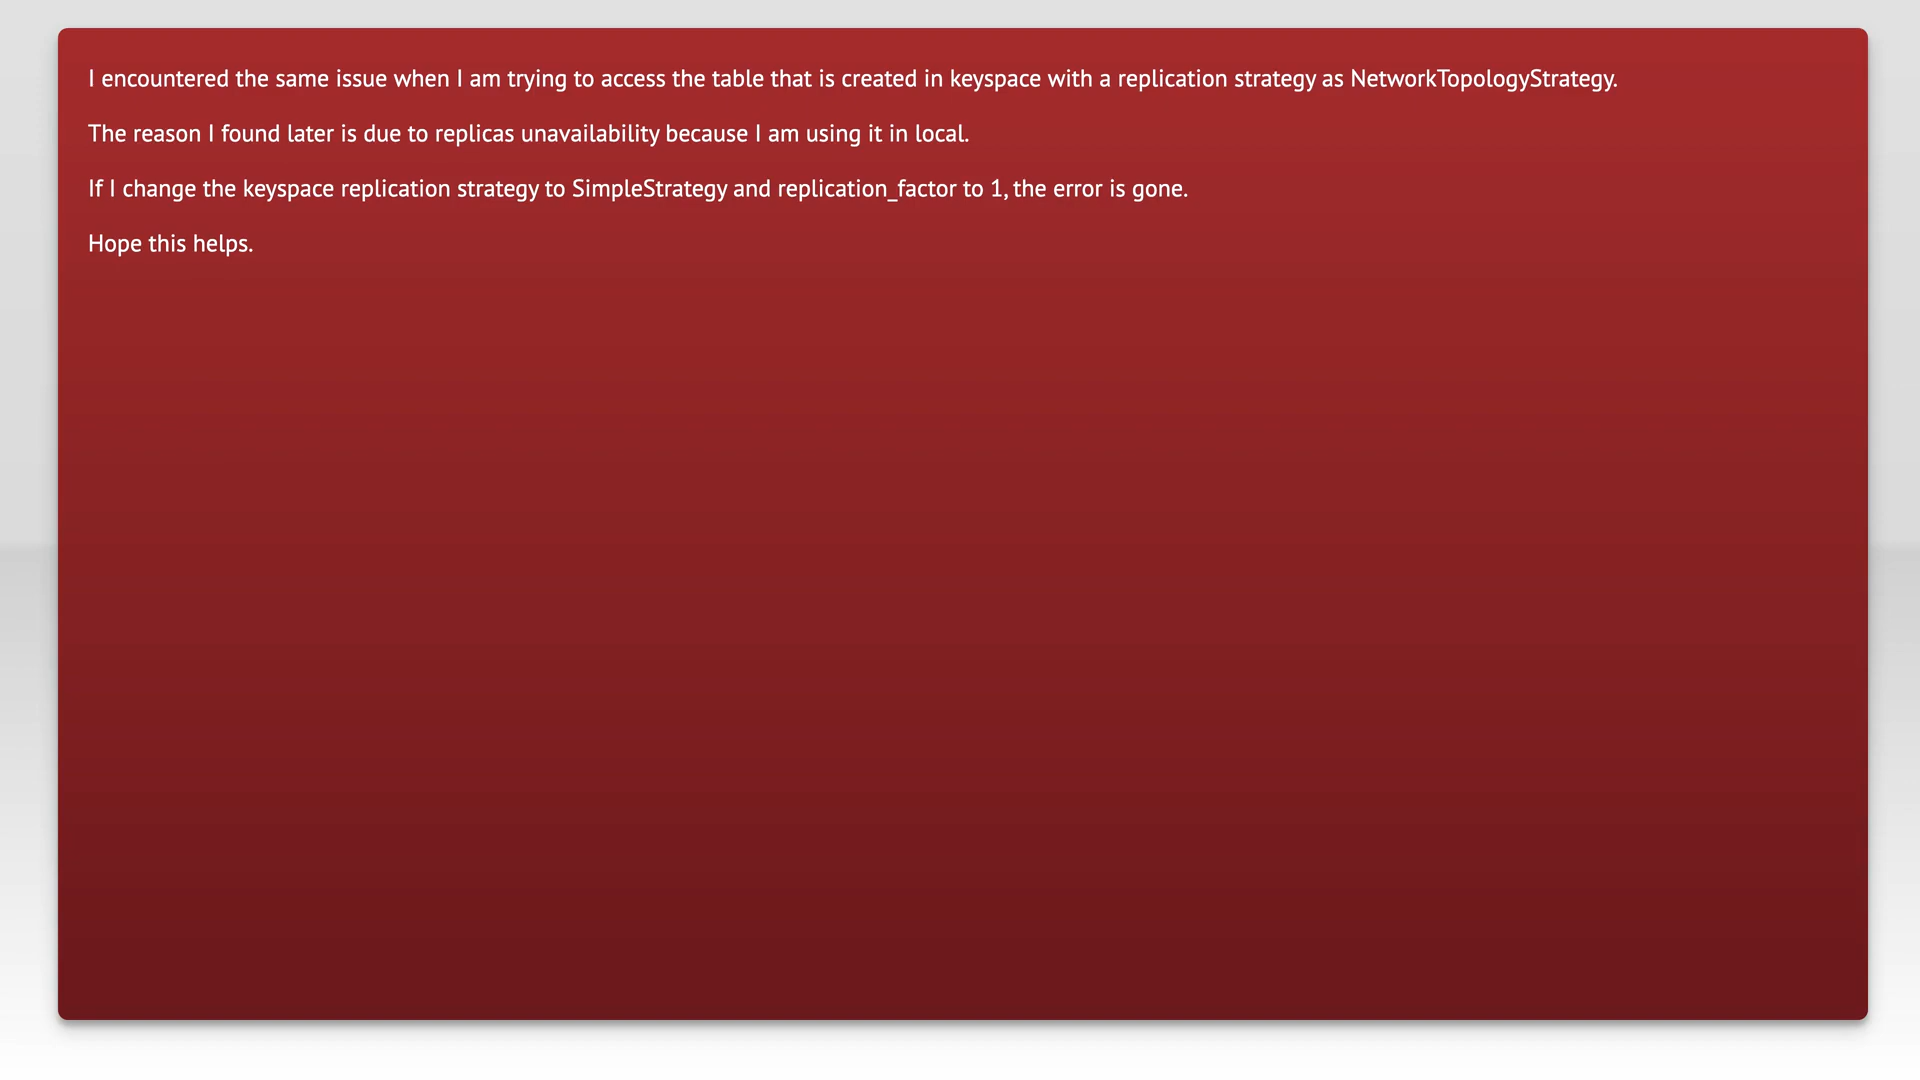 I encountered the same issue when I am trying to access the table that is created in keyspace with a replication strategy as NetworkTopologyStrategy.
The reason I found later is due to replicas unavailability because I am using it in local.
If I change the keyspace replication strategy to SimpleStrategy and replication_factor to 1, the error is gone.
Hope this helps.